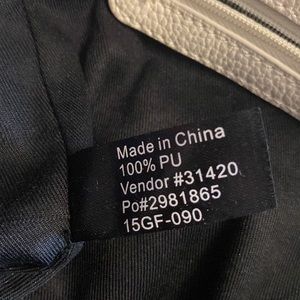 Made in China
100% PU
Vendor #31420
Po#2981865
15GF-090